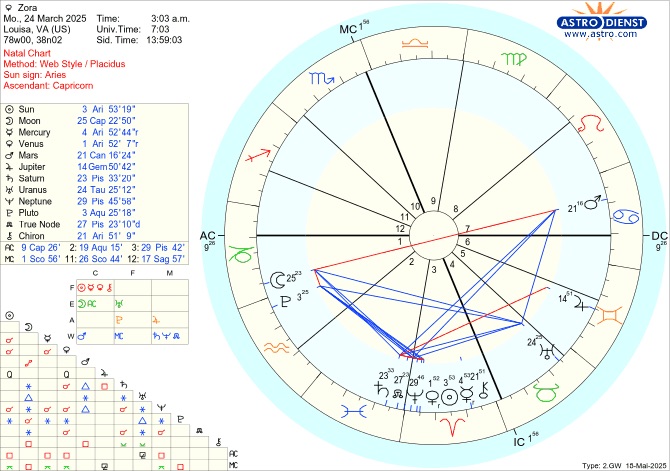 ♀ Zora
Mo., 24 March 2025 Time: 3:03 a.m.
Louisa, VA (US) Univ.Time: 7:03
78w00, 38n02 Sid. Time: 13:59:03
Natal Chart
Method: Web Style / Placidus
Sun sign: Aries
Ascendant: Capricorn
ASTRO DIENST
www.astro.com
☉ Sun 3 Ari 53'19"
☽ Moon 25 Cap 22'50"
☿ Mercury 4 Ari 52'44"r
♀ Venus 1 Ari 52' 7"r
♂ Mars 21 Can 16'24"
♃ Jupiter 14 Gem 50'42"
♄ Saturn 23 Pis 33'20"
♅ Uranus 24 Tau 25'12"
♆ Neptune 29 Pis 45'58"
♇ Pluto 3 Aqu 25'18"
☊ True Node 27 Pis 23'10"d
⚷ Chiron 21 Ari 51' 9"
AC 9 Cap 26' 2: 19 Aqu 15' 3: 29 Pis 42'
MC 1 Sco 56' 11: 26 Sco 44' 12: 17 Sag 57'
C F M
F ☉ ☿ ♀ ⚷
E ☽ AC ♅
A ♇ ♃
W ♂ MC ♄ ♆ ☊
AC
MC
MC 1 56
AC
9 26
DC
9 26
IC 1 56
10 9
11 8
12 7
1 6
2 5
3 4
21 16 ♂
14 51 ♃
24 25 ♅
☽ 25 23
♇ 3 25
23 33 27 23 29 46 1 52 3 53 4 53 21 51
♄ ☊ ♆ ♀ ☉ ☿ ⚷
Type: 2.GW 15-Mai-2025